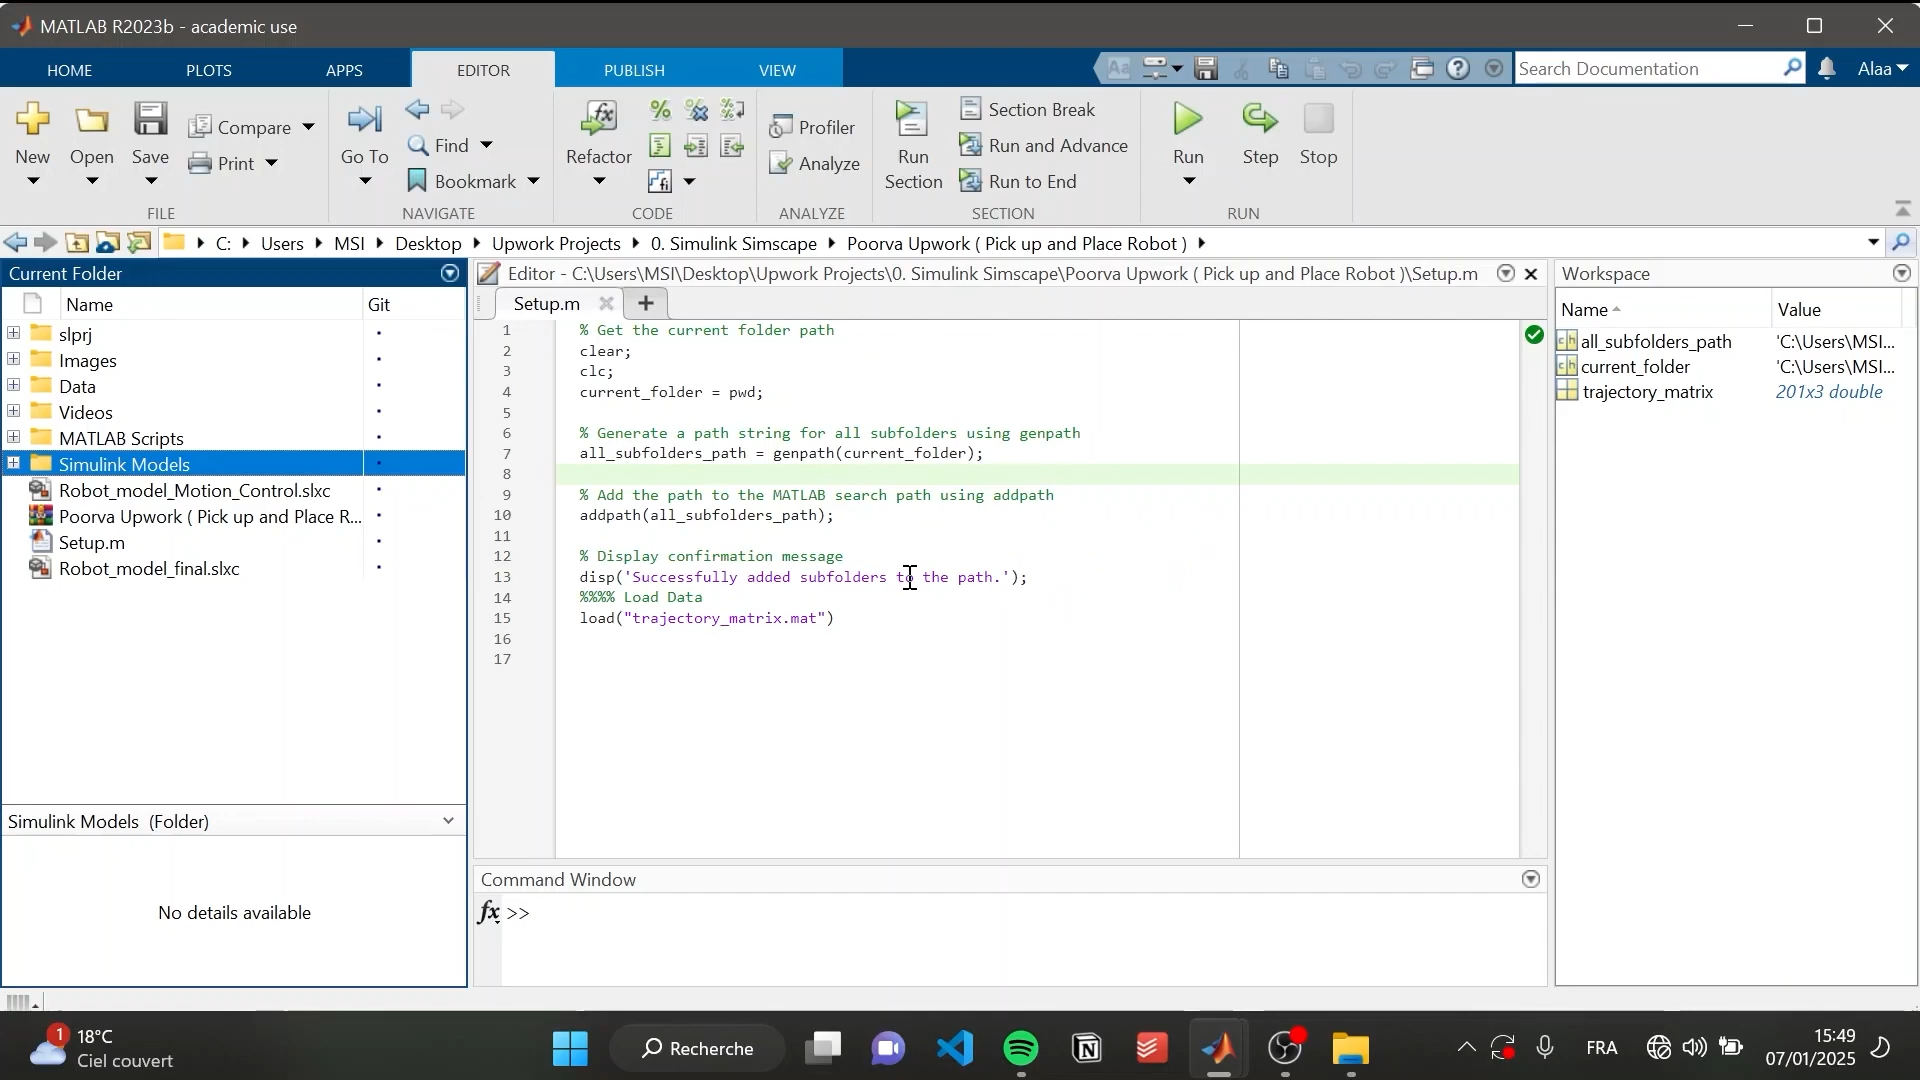 MATLAB R2023b - academic use
HOME PLOTS APPS EDITOR PUBLISH VIEW Search Documentation Alaa
New Open Save Compare Print
Go To Find Bookmark
Refactor
Profiler Analyze
Run Section Section Break Run and Advance Run to End
Run Step Stop
FILE NAVIGATE CODE ANALYZE SECTION RUN
C: Users MSI Desktop Upwork Projects 0. Simulink Simscape Poorva Upwork ( Pick up and Place Robot )
Current Folder
Name Git
slprj
Images
Data
Videos
MATLAB Scripts
Simulink Models
Robot_model_Motion_Control.slxc
Poorva Upwork ( Pick up and Place R...
Setup.m
Robot_model_final.slxc
Simulink Models (Folder)
No details available
Editor - C:\Users\MSI\Desktop\Upwork Projects\0. Simulink Simscape\Poorva Upwork ( Pick up and Place Robot )\Setup.m
Setup.m
1 % Get the current folder path
2 clear;
3 clc;
4 current_folder = pwd;
5
6 % Generate a path string for all subfolders using genpath
7 all_subfolders_path = genpath(current_folder);
8
9 % Add the path to the MATLAB search path using addpath
10 addpath(all_subfolders_path);
11
12 % Display confirmation message
13 disp('Successfully added subfolders to the path.');
14 %%%% Load Data
15 load("trajectory_matrix.mat")
16
17
Command Window
fx >>
Workspace
Name Value
all_subfolders_path 'C:\Users\MSI...
current_folder 'C:\Users\MSI...
trajectory_matrix 201x3 double
1 18°C
Ciel couvert
Recherche
FRA
15:49
07/01/2025